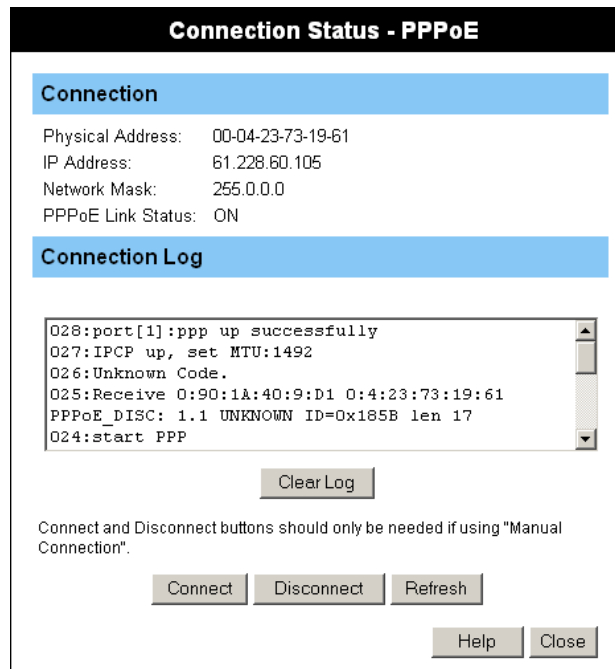 Connection Status - PPPoE
Connection
Physical Address: 00-04-23-73-19-61
IP Address: 61.228.60.105
Network Mask: 255.0.0.0
PPPoE Link Status: ON
Connection Log
028:port[1]:ppp up successfully
027:IPCP up, set MTU:1492
026:Unknown Code.
025:Receive 0:90:1A:40:9:D1 0:4:23:73:19:61
PPPoE_DISC: 1.1 UNKNOWN ID=0x185B len 17
024:start PPP
Clear Log
Connect and Disconnect buttons should only be needed if using "Manual
Connection".
Connect Disconnect Refresh
Help Close